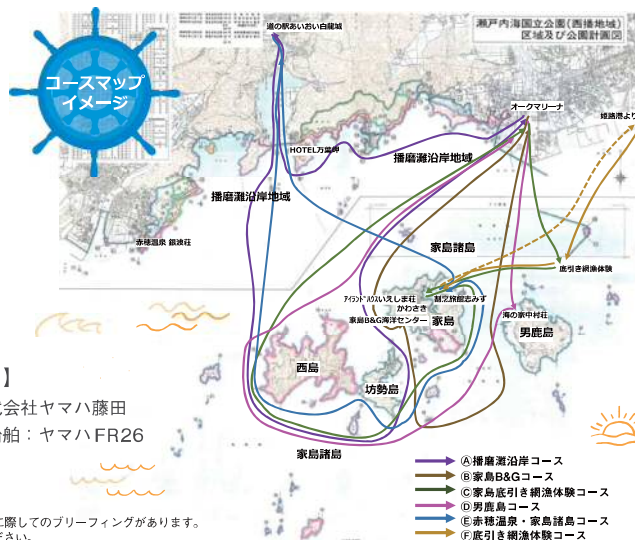 道の駅あいおい白龍城
瀬戸内海国立公園(西播地域)
区域及び公園計画図
コースマップ
イメージ
オークマリーナ
姫路港より
HOTEL万葉岬
播磨灘沿岸地域
播磨灘沿岸地域
赤穂温泉 銀波荘
家島諸島
底引き網漁体験
アイランドハウスいえしま荘
割烹旅館志みず
かわさき
家島B&G海洋センター
家島
海の家中村荘
男鹿島
西島
坊勢島
】
式会社ヤマハ藤田
船舶：ヤマハFR26
家島諸島
Ⓐ播磨灘沿岸コース
Ⓑ家島B&Gコース
Ⓒ家島底引き網漁体験コース
Ⓓ男鹿島コース
Ⓔ赤穂温泉・家島諸島コース
Ⓕ底引き網漁体験コース
に際してのブリーフィングがあります。
ださい。